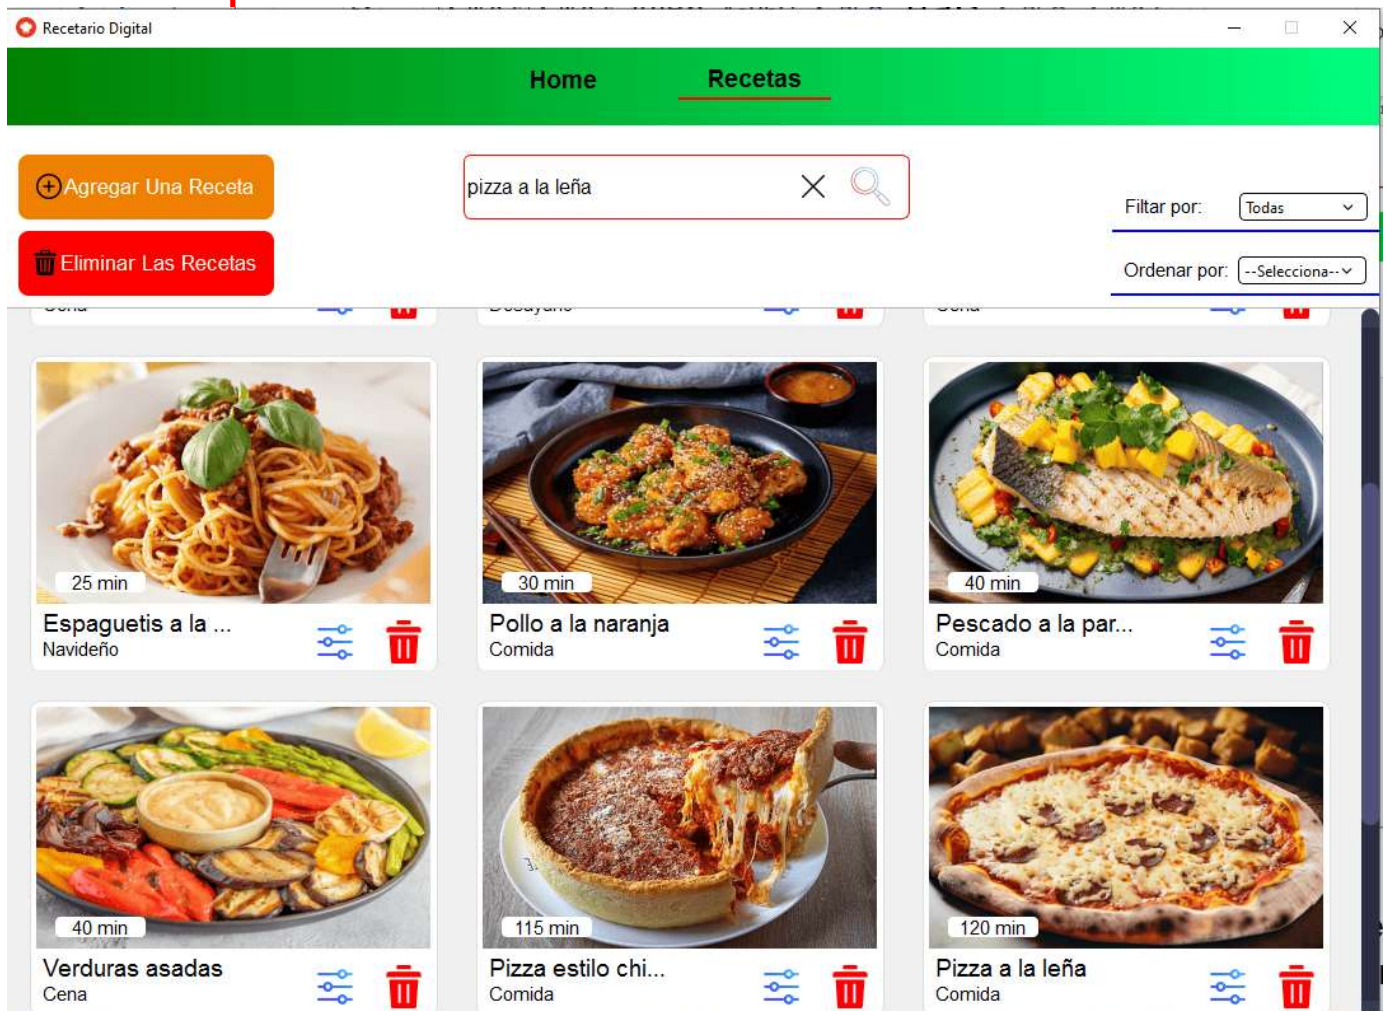 Recetario Digital
Home
Recetas
Agregar Una Receta
pizza a la leña
Filtar por:
Todas
Eliminar Las Recetas
Ordenar por:
--Selecciona--
25 min
30 min
40 min
Espaguetis a la ...
Pollo a la naranja
Pescado a la par...
Navideño
Comida
Comida
40 min
115 min
120 min
Verduras asadas
Pizza estilo chi...
Pizza a la leña
Cena
Comida
Comida